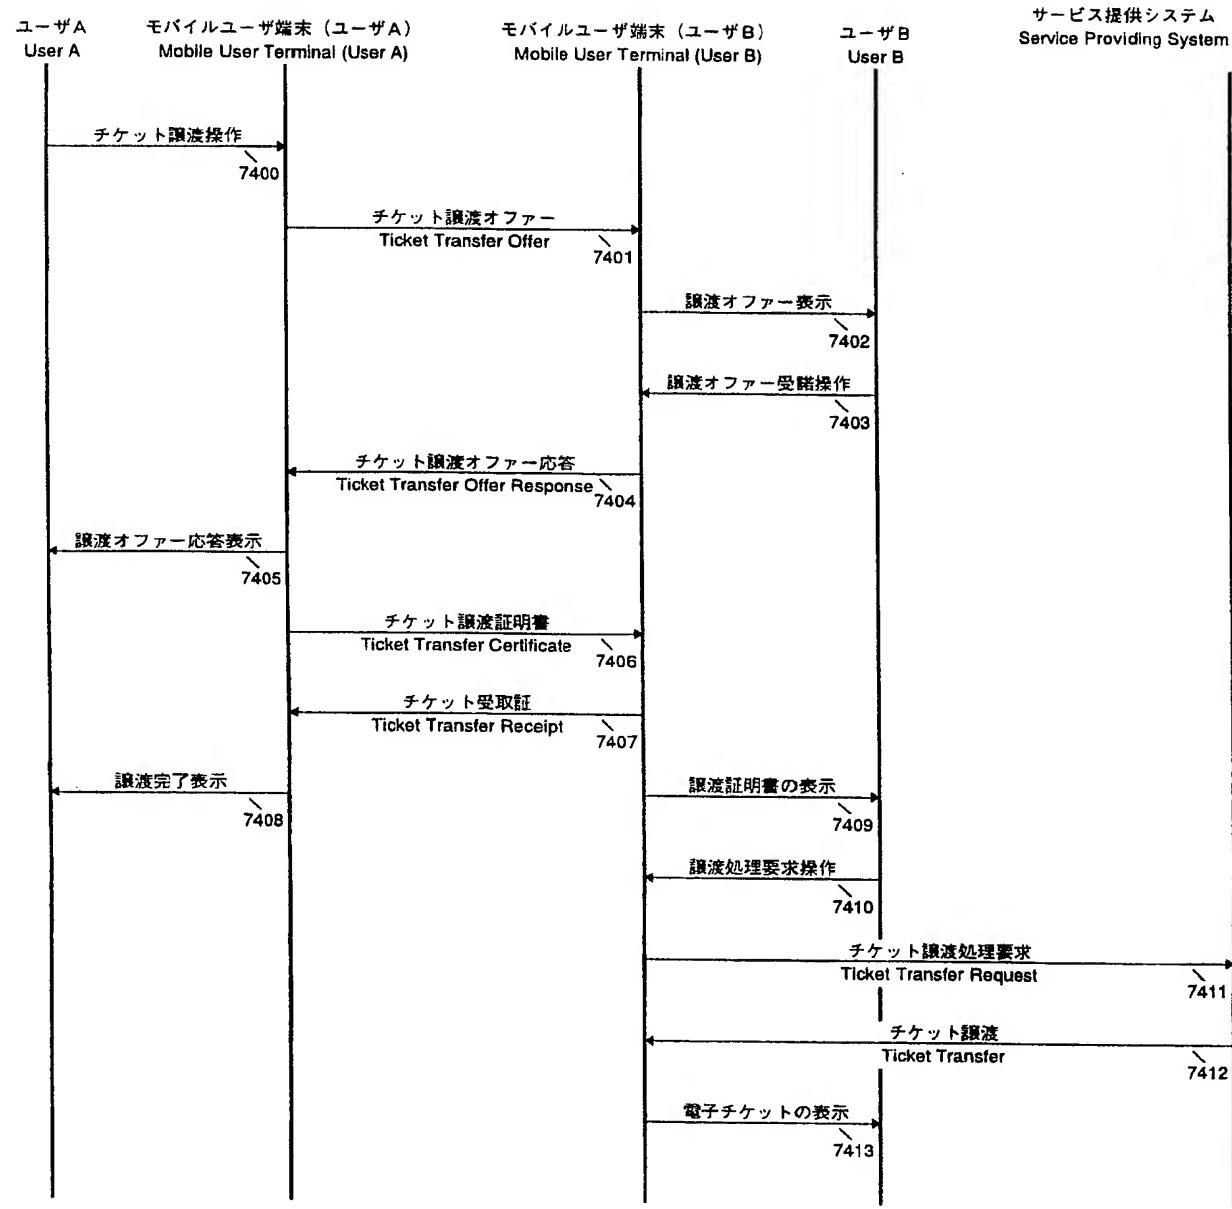 ユーザA
User A
モバイルユーザ端末（ユーザA）
Mobile User Terminal (User A)
モバイルユーザ端末（ユーザB）
Mobile User Terminal (User B)
ユーザB
User B
サービス提供システム
Service Providing System
チケット譲渡操作
7400
チケット譲渡オファー
Ticket Transfer Offer
7401
譲渡オファー表示
7402
譲渡オファー受諾操作
7403
チケット譲渡オファー応答
Ticket Transfer Offer Response
7404
譲渡オファー応答表示
7405
チケット譲渡証明書
Ticket Transfer Certificate
7406
チケット受取証
Ticket Transfer Receipt
7407
譲渡完了表示
7408
譲渡証明書の表示
7409
譲渡処理要求操作
7410
チケット譲渡処理要求
Ticket Transfer Request
7411
チケット譲渡
Ticket Transfer
7412
電子チケットの表示
7413